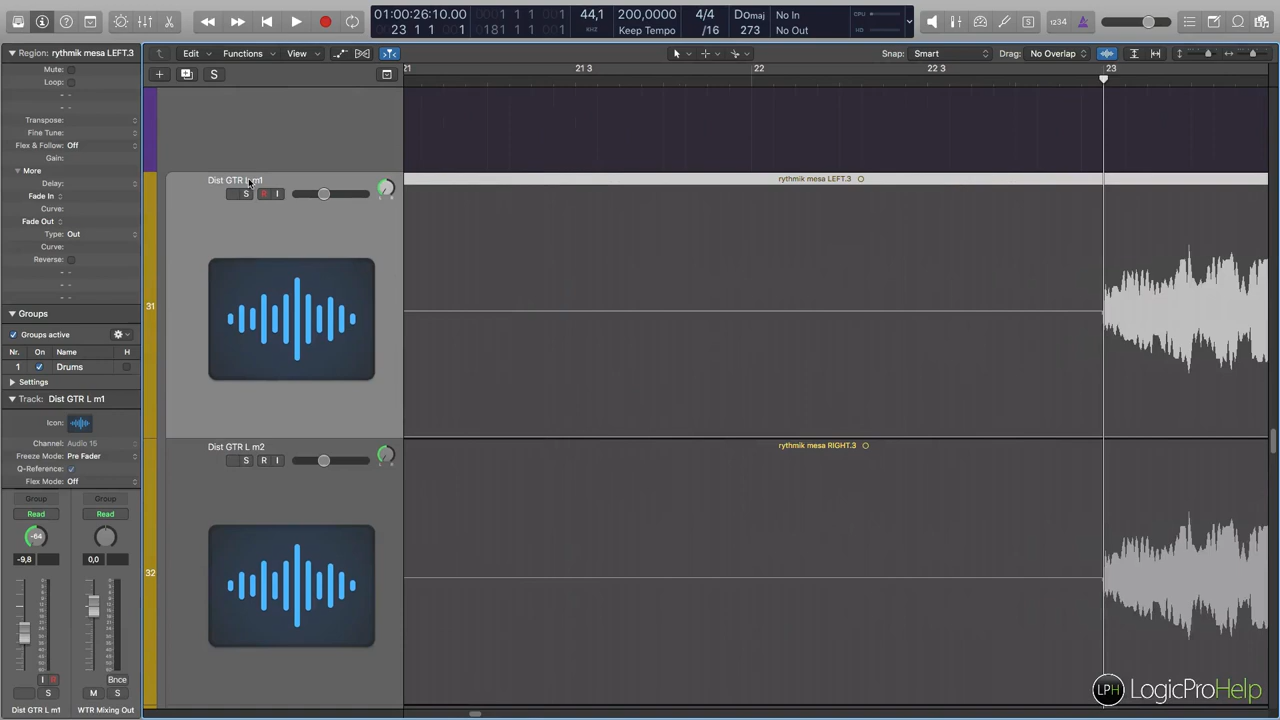 01:00:26:10.00
23 1 1 1
1 1 1
181 1 1 1
44,1
KHZ
200,0000
Keep Tempo
4/4
/16
DOmaj
273
No In
No Out
CPU
HD
1234
Region: rythmik mesa LEFT.3
Edit
Functions
View
Snap: Smart
Drag: No Overlap
S
21
21 3
22
22 3
23
Mute:
Loop:
Transpose:
Fine Tune:
Flex & Follow: Off
Gain:
More
Delay:
Fade In
Curve:
Fade Out
Type: Out
Curve:
Reverse:
Groups
Groups active
Nr. On Name H
1 Drums
Settings
Track: Dist GTR L m1
Icon:
Channel: Audio 15
Freeze Mode: Pre Fader
Q-Reference:
Flex Mode: Off
Group Group
Read Read
-64
-9,8 0,0
I R Bnce
S M S
Dist GTR L m1 WTR Mixing Out
31
Dist GTR L m1
S R I
rythmik mesa LEFT.3
32
Dist GTR L m2
S R I
rythmik mesa RIGHT.3
LPH LogicProHelp